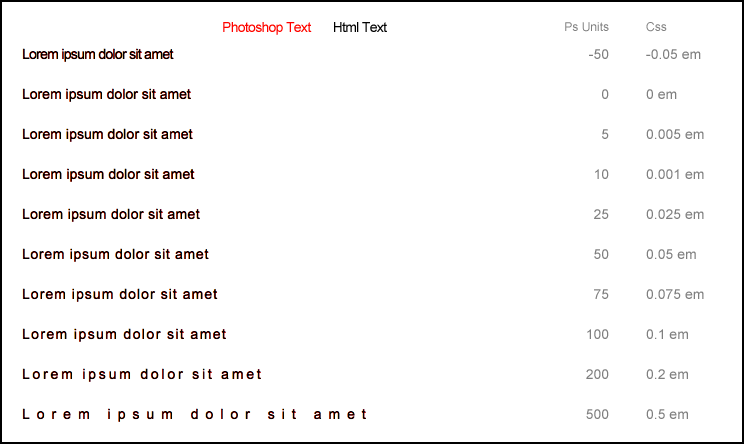 Photoshop Text Html Text Ps Units Css
Lorem ipsum dolor sit amet -50 -0.05 em
Lorem ipsum dolor sit amet 0 0 em
Lorem ipsum dolor sit amet 5 0.005 em
Lorem ipsum dolor sit amet 10 0.001 em
Lorem ipsum dolor sit amet 25 0.025 em
Lorem ipsum dolor sit amet 50 0.05 em
Lorem ipsum dolor sit amet 75 0.075 em
Lorem ipsum dolor sit amet 100 0.1 em
Lorem ipsum dolor sit amet 200 0.2 em
Lorem ipsum dolor sit amet 500 0.5 em